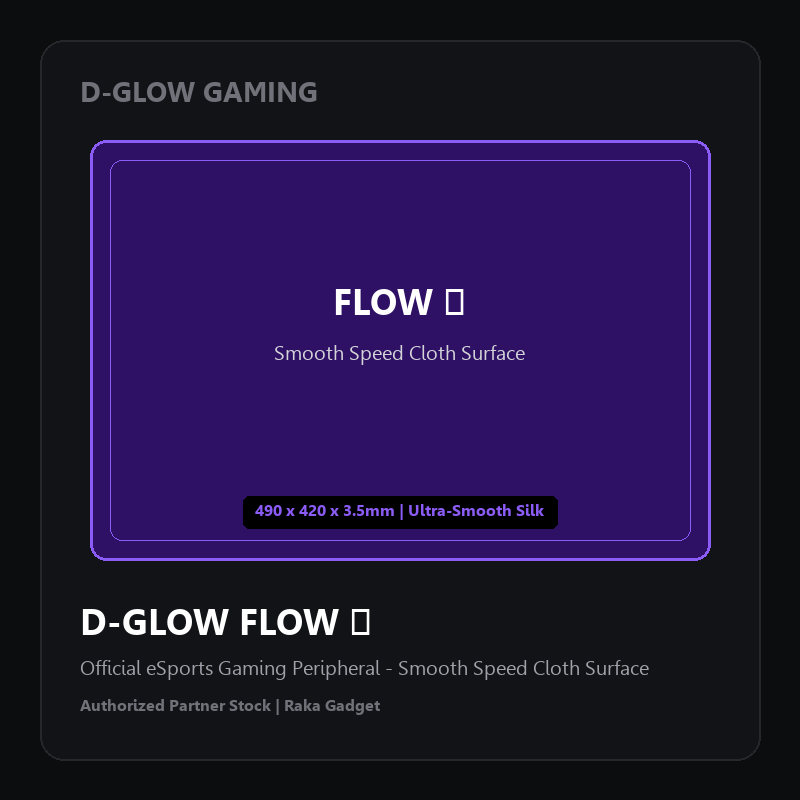 D-GLOW GAMING
FLOW
Smooth Speed Cloth Surface
490 x 420 x 3.5mm | Ultra-Smooth Silk
D-GLOW FLOW
Official eSports Gaming Peripheral - Smooth Speed Cloth Surface
Authorized Partner Stock | Raka Gadget